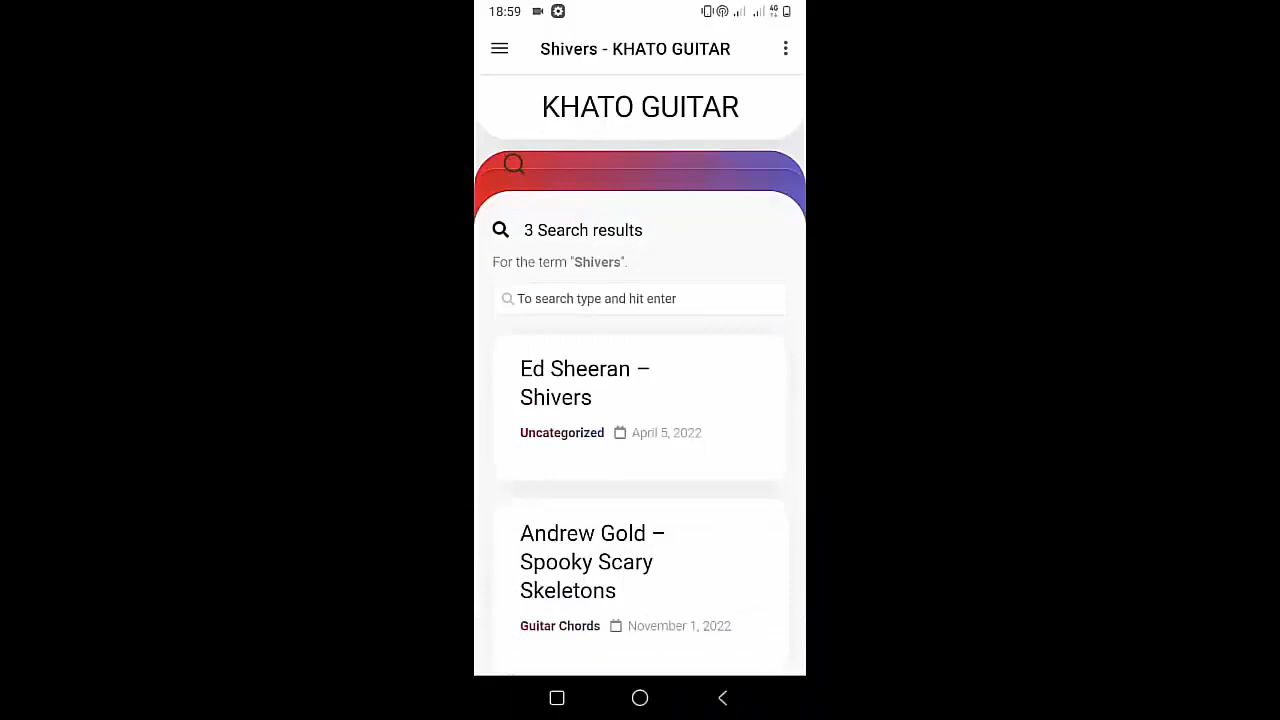 18:59
4G
Shivers - KHATO GUITAR
KHATO GUITAR
3 Search results
For the term "Shivers".
To search type and hit enter
Ed Sheeran –
Shivers
Uncategorized April 5, 2022
Andrew Gold –
Spooky Scary
Skeletons
Guitar Chords November 1, 2022